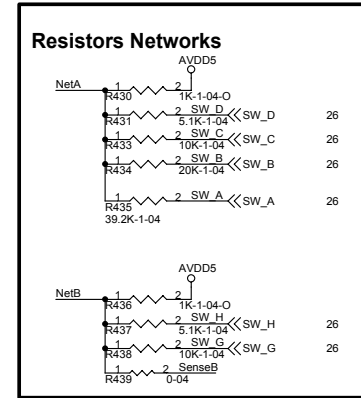 Resistors Networks
AVDD5
NetA
1 2
R430 1K-1-04-O
1 2 SW_D SW_D 26
R431 5.1K-1-04
1 2 SW_C SW_C 26
R433 10K-1-04
1 2 SW_B SW_B 26
R434 20K-1-04
1 2 SW_A SW_A 26
R435
39.2K-1-04
AVDD5
NetB
1 2
R436 1K-1-04-O
1 2 SW_H SW_H 26
R437 5.1K-1-04
1 2 SW_G SW_G 26
R438 10K-1-04
1 2 SenseB
R439 0-04